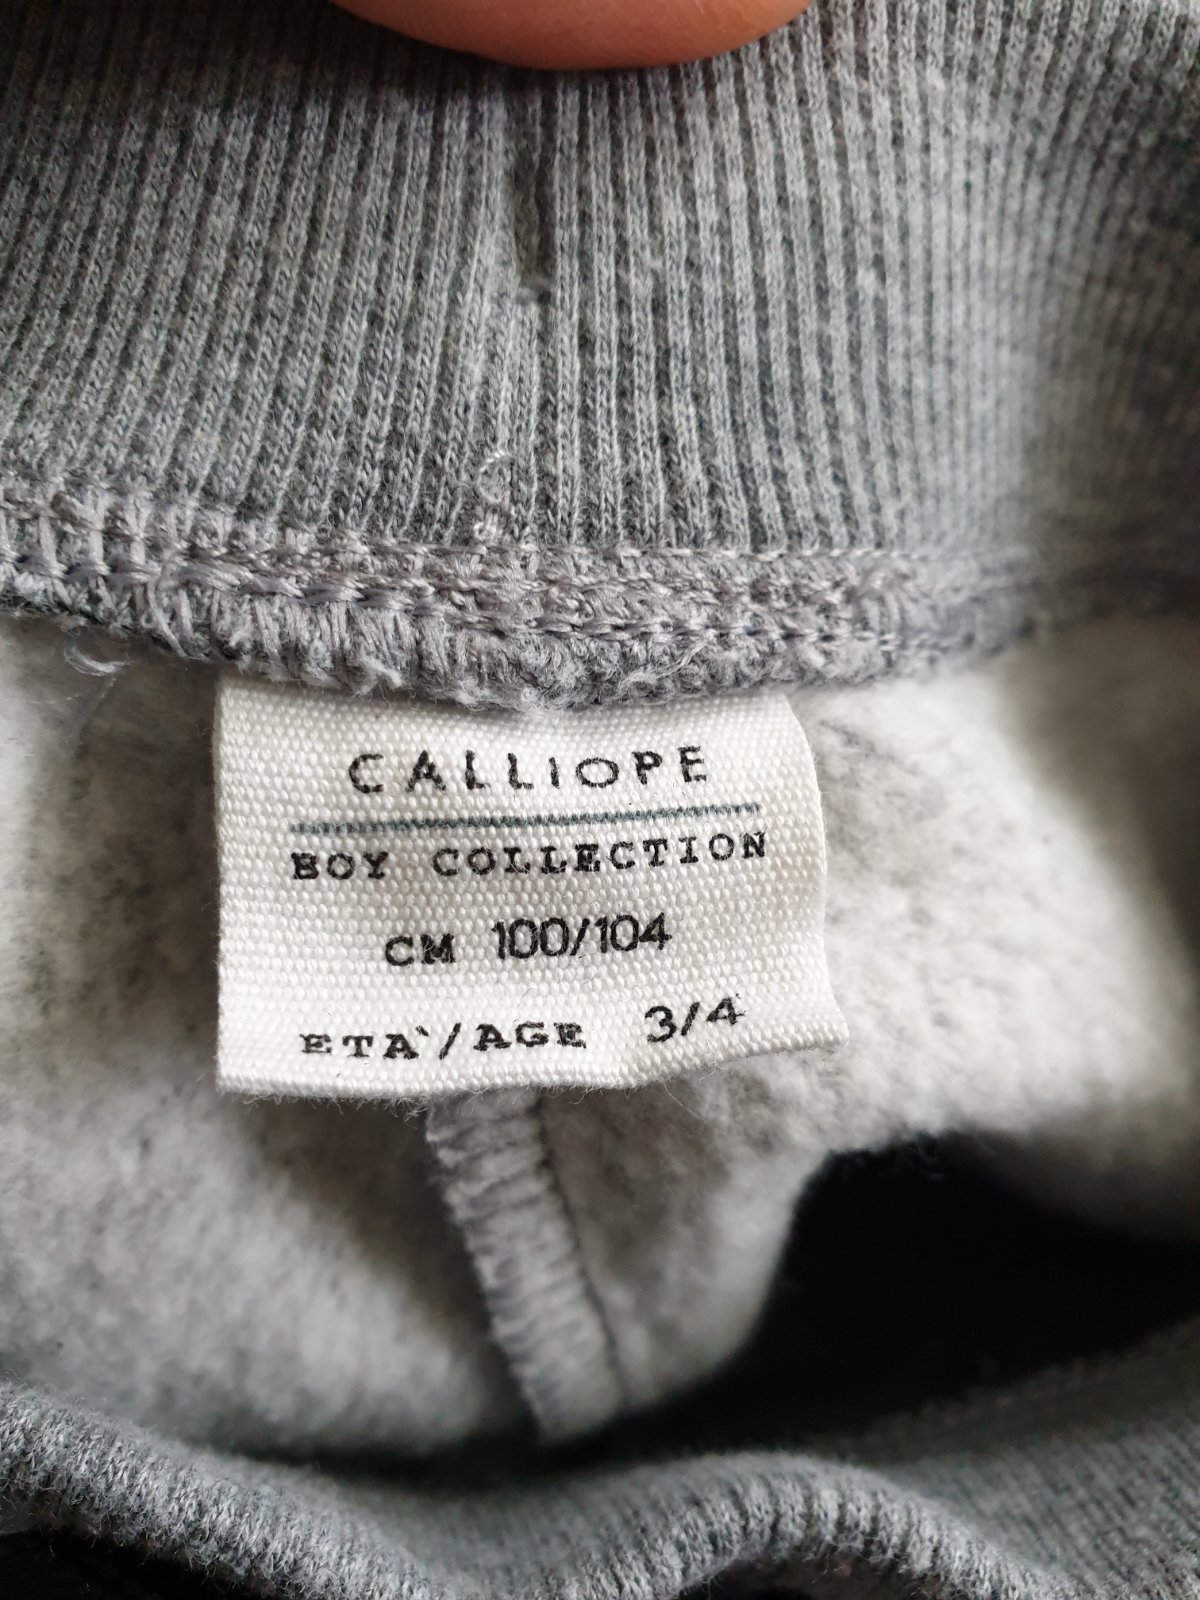 CALLIOPE
BOY COLLECTION
CM 100/104
ETA`/AGE 3/4